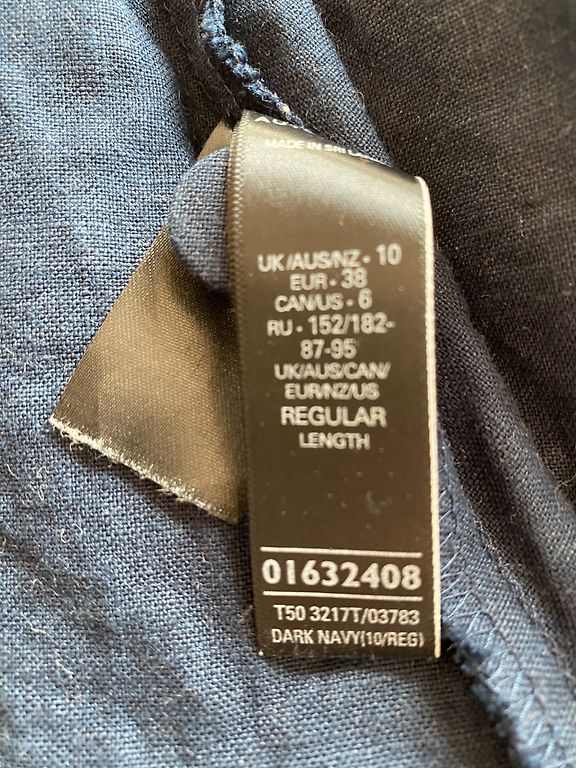 MADE IN SRI
UK/AUS/NZ • 10
EUR • 38
CAN/US • 6
RU • 152/182-
87-95
UK/AUS/CAN/
EUR/NZ/US
REGULAR
LENGTH
01632408
T50 3217T/03783
DARK NAVY(10/REG)